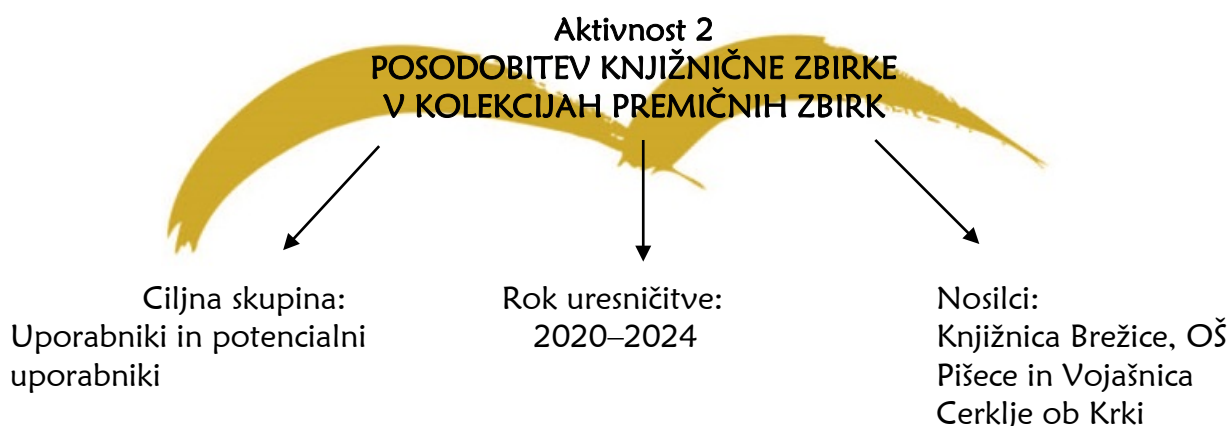 Aktivnost 2
POSODOBITEV KNJIŽNIČNE ZBIRKE
V KOLEKCIJAH PREMIČNIH ZBIRK
Ciljna skupina:
Uporabniki in potencialni
uporabniki
Rok uresničitve:
2020–2024
Nosilci:
Knjižnica Brežice, OŠ
Pišece in Vojašnica
Cerklje ob Krki